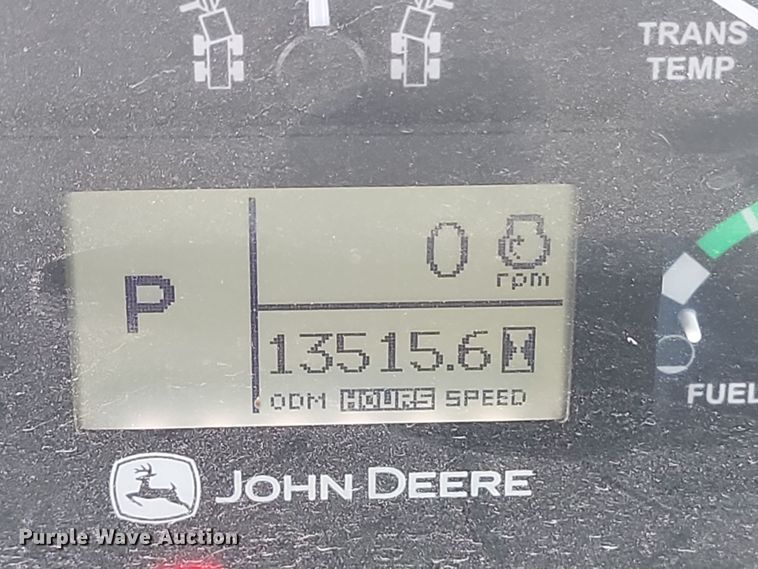 TRANS
TEMP
P
0
rpm
13515.6
ODM HOURS SPEED
FUEL
JOHN DEERE
Purple Wave Auction